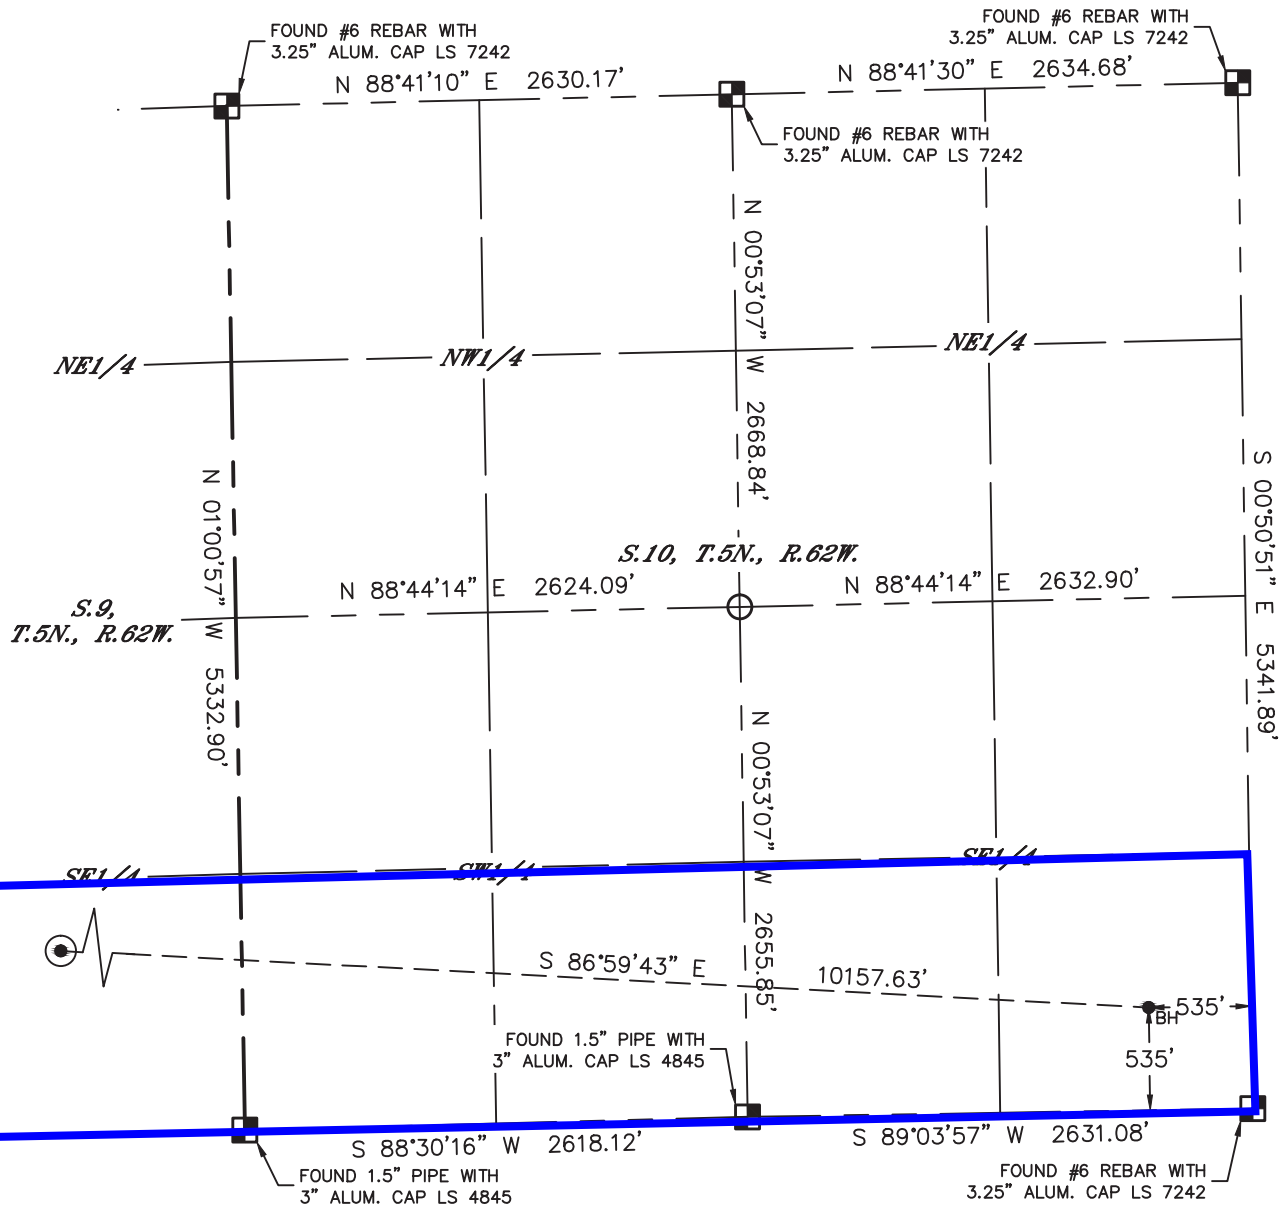 FOUND #6 REBAR WITH
3.25" ALUM. CAP LS 7242
FOUND #6 REBAR WITH
3.25" ALUM. CAP LS 7242
N 88°41'10" E 2630.17'
N 88°41'30" E 2634.68'
FOUND #6 REBAR WITH
3.25" ALUM. CAP LS 7242
N 00°53'07" W 2668.84'
NE1/4
NW1/4
NE1/4
N 01°00'57" W 5332.90'
S 00°50'51" E 5341.89'
S.10, T.5N., R.62W.
N 88°44'14" E 2624.09'
N 88°44'14" E 2632.90'
S.9,
T.5N., R.62W.
N 00°53'07" W 2655.85'
SE1/4
SW1/4
SE1/4
S 86°59'43" E 10157.63'
BH
535'
535'
FOUND 1.5" PIPE WITH
3" ALUM. CAP LS 4845
S 88°30'16" W 2618.12'
S 89°03'57" W 2631.08'
FOUND 1.5" PIPE WITH
3" ALUM. CAP LS 4845
FOUND #6 REBAR WITH
3.25" ALUM. CAP LS 7242